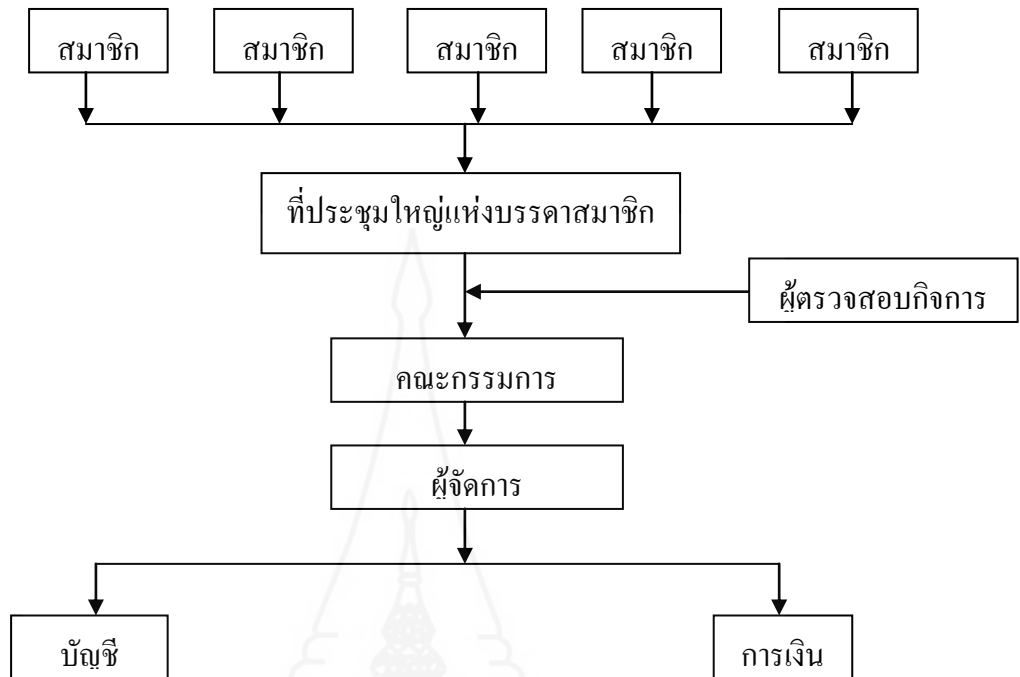 สมาชิก
สมาชิก
สมาชิก
สมาชิก
สมาชิก
ที่ประชุมใหญ่แห่งบรรดาสมาชิก
ผู้ตรวจสอบกิจการ
คณะกรรมการ
ผู้จัดการ
บัญชี
การเงิน